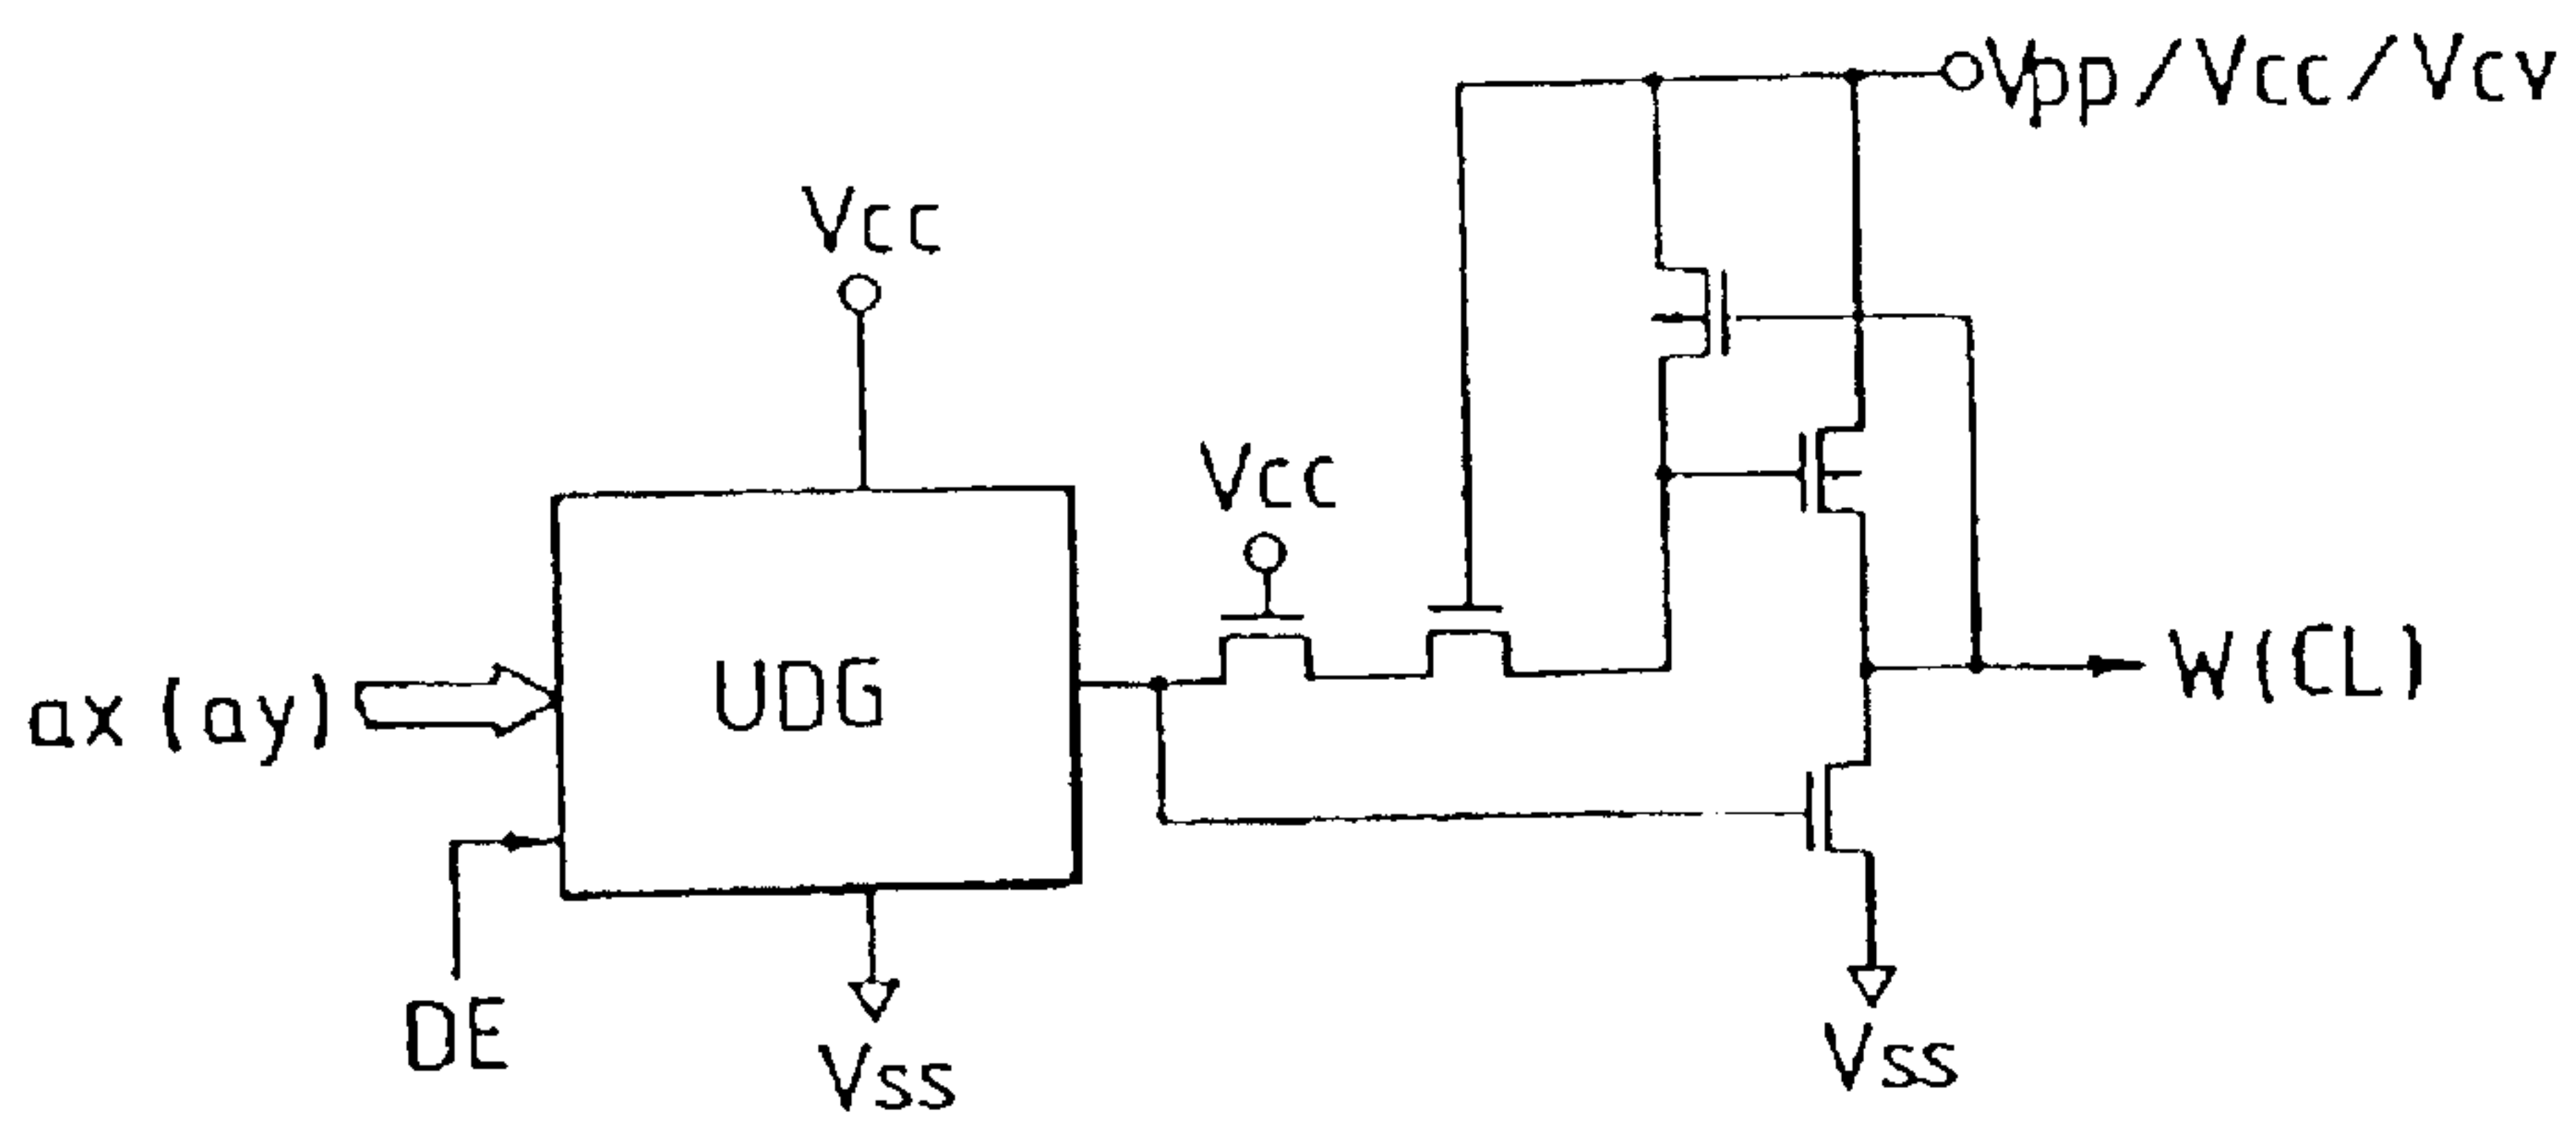 Vpp/Vcc/Vcv
Vcc
Vcc
ax(ay)
UDG
W(CL)
DE
Vss
Vss